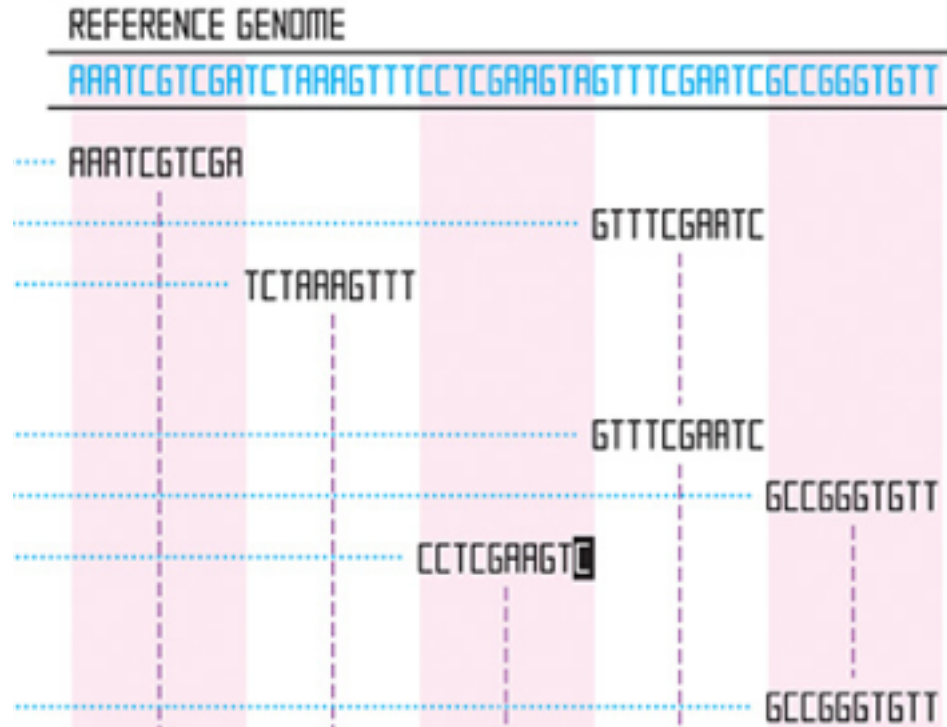 REFERENCE GENOME
AAATCGTCGATCTAAAGTTTCCTCGAAGTAGTTTCGAATCGCCGGGTGTT
AAATCGTCGA
GTTTCGAATC
TCTAAAGTTT
GTTTCGAATC
GCCGGGTGTT
CCTCGAAGTC
GCCGGGTGTT